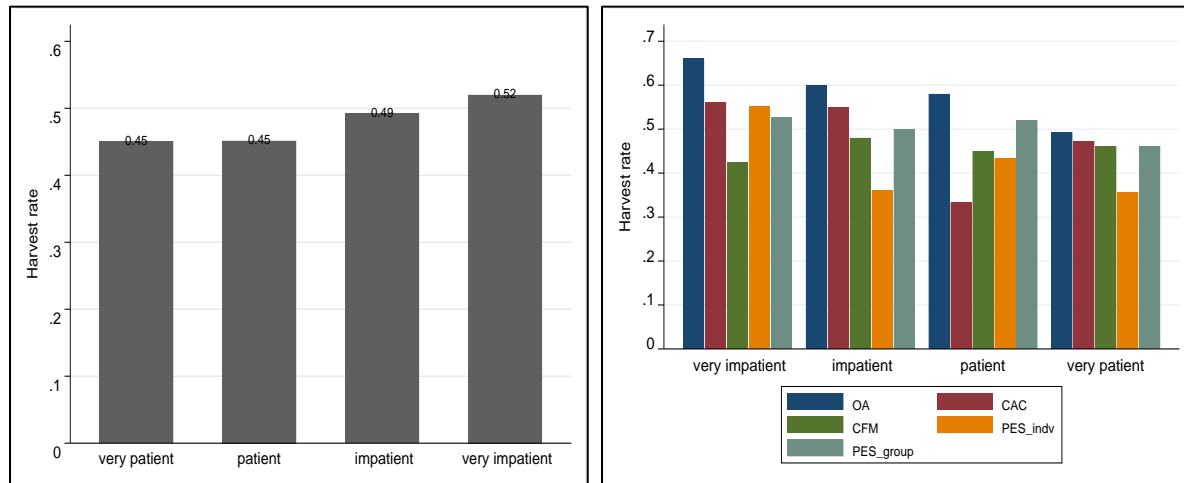 Harvest rate
.6
.5
.4
.3
.2
.1
0
0.45
0.45
0.49
0.52
very patient
patient
impatient
very impatient
Harvest rate
.7
.6
.5
.4
.3
.2
.1
0
very impatient
impatient
patient
very patient
OA
CAC
CFM
PES_indv
PES_group